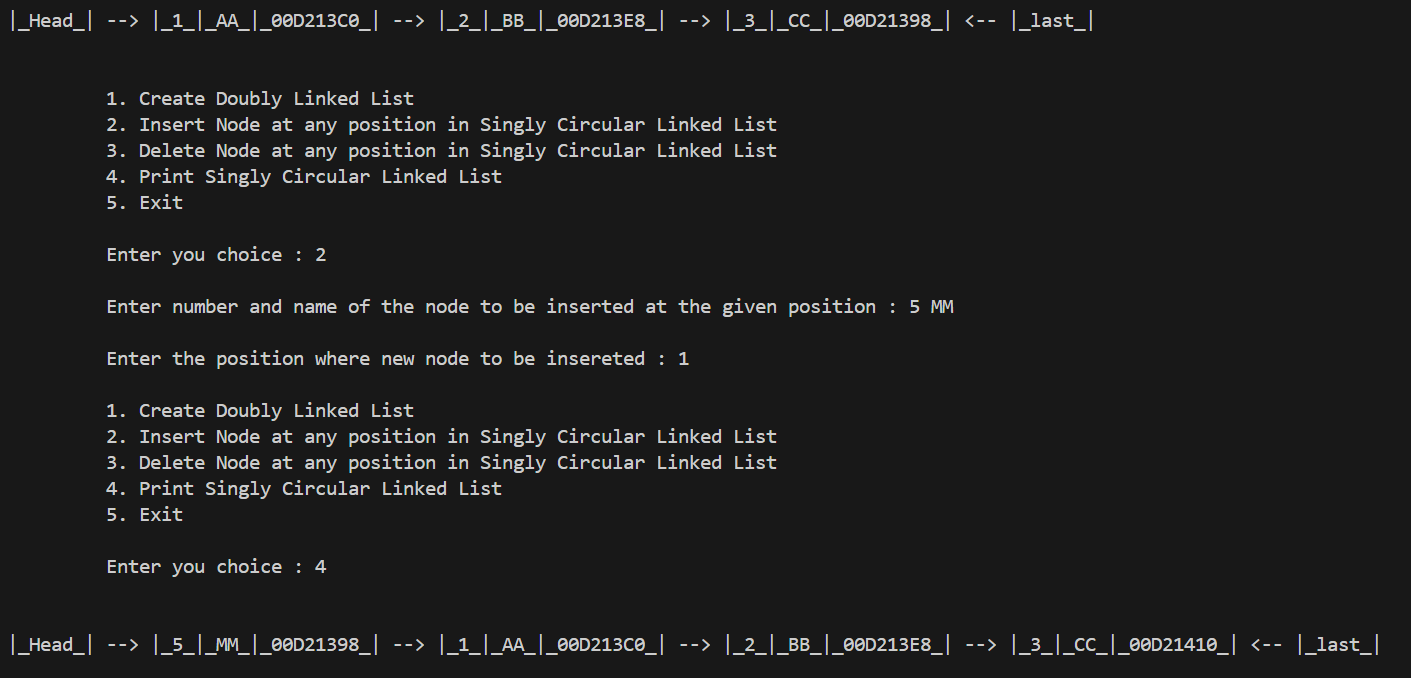 |_Head_| --> |_1_|_AA_|_00D213C0_| --> |_2_|_BB_|_00D213E8_| --> |_3_|_CC_|_00D21398_| <-- |_last_|
1. Create Doubly Linked List
2. Insert Node at any position in Singly Circular Linked List
3. Delete Node at any position in Singly Circular Linked List
4. Print Singly Circular Linked List
5. Exit
Enter you choice : 2
Enter number and name of the node to be inserted at the given position : 5 MM
Enter the position where new node to be insereted : 1
1. Create Doubly Linked List
2. Insert Node at any position in Singly Circular Linked List
3. Delete Node at any position in Singly Circular Linked List
4. Print Singly Circular Linked List
5. Exit
Enter you choice : 4
|_Head_| --> |_5_|_MM_|_00D21398_| --> |_1_|_AA_|_00D213C0_| --> |_2_|_BB_|_00D213E8_| --> |_3_|_CC_|_00D21410_| <-- |_last_|